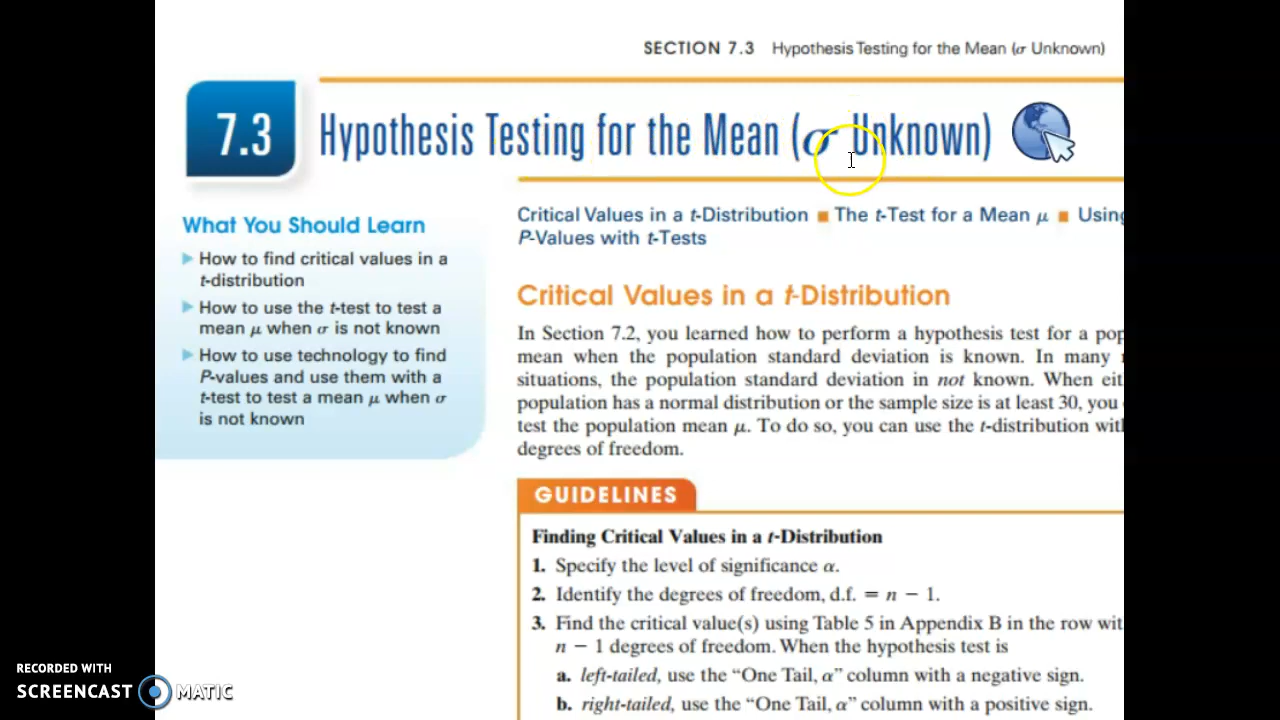 SECTION 7.3 Hypothesis Testing for the Mean (σ Unknown)
7.3 Hypothesis Testing for the Mean (σ Unknown)
What You Should Learn
How to find critical values in a
t-distribution
How to use the t-test to test a
mean μ when σ is not known
How to use technology to find
P-values and use them with a
t-test to test a mean μ when σ
is not known
Critical Values in a t-Distribution ■ The t-Test for a Mean μ ■ Using
P-Values with t-Tests
Critical Values in a t-Distribution
In Section 7.2, you learned how to perform a hypothesis test for a pop
mean when the population standard deviation is known. In many
situations, the population standard deviation in not known. When eit
population has a normal distribution or the sample size is at least 30, you
test the population mean μ. To do so, you can use the t-distribution wit
degrees of freedom.
GUIDELINES
Finding Critical Values in a t-Distribution
1. Specify the level of significance α.
2. Identify the degrees of freedom, d.f. = n − 1.
3. Find the critical value(s) using Table 5 in Appendix B in the row wit
n − 1 degrees of freedom. When the hypothesis test is
a. left-tailed, use the “One Tail, α” column with a negative sign.
b. right-tailed, use the “One Tail, α” column with a positive sign.
RECORDED WITH
SCREENCAST MATIC